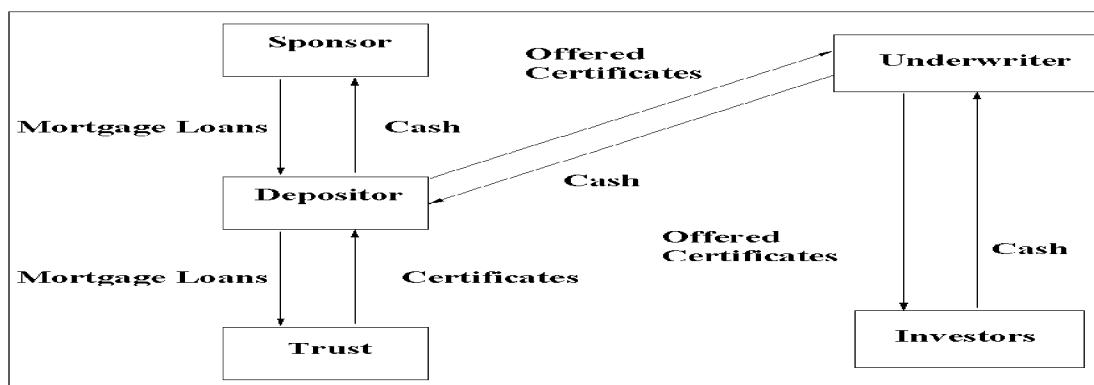 Sponsor
Offered
Certificates
Underwriter
Mortgage Loans
Cash
Depositor
Cash
Mortgage Loans
Certificates
Offered
Certificates
Cash
Trust
Investors